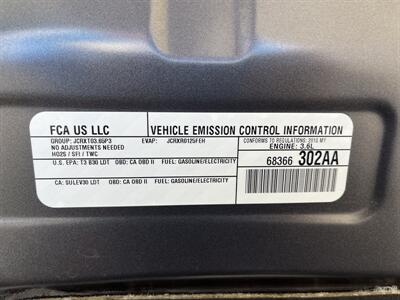 FCA US LLC
VEHICLE EMISSION CONTROL INFORMATION
GROUP: JCRXT03.65P3 EVAP: JCRXR0125FEH
CONFORMS TO REGULATIONS: 2018 MY
NO ADJUSTMENTS NEEDED
ENGINE: 3.6L
HO2S / SFI / TWC
68366 302AA
U.S. EPA: T3 B30 LDT OBD: CA OBD II FUEL: GASOLINE/ELECTRICITY
CA: SULEV30 LDT OBD: CA OBD II FUEL: GASOLINE/ELECTRICITY